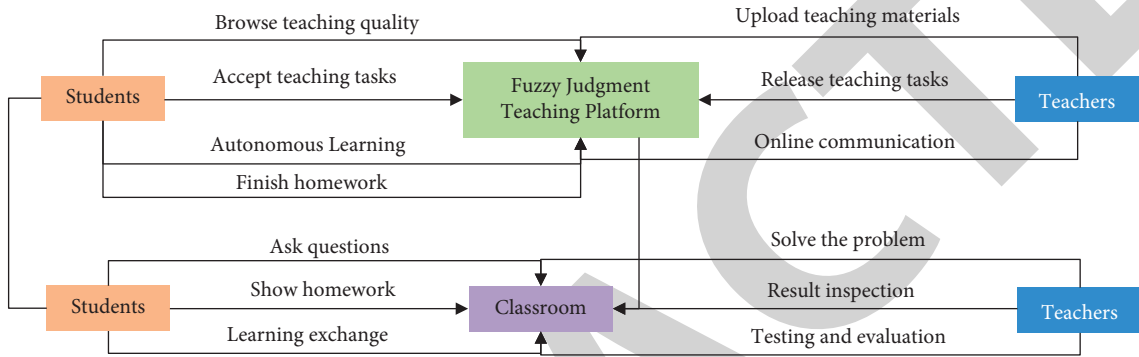 Browse teaching quality
Upload teaching materials
Students
Accept teaching tasks
Fuzzy Judgment
Teaching Platform
Release teaching tasks
Teachers
Autonomous Learning
Online communication
Finish homework
Ask questions
Solve the problem
Students
Show homework
Classroom
Result inspection
Teachers
Learning exchange
Testing and evaluation